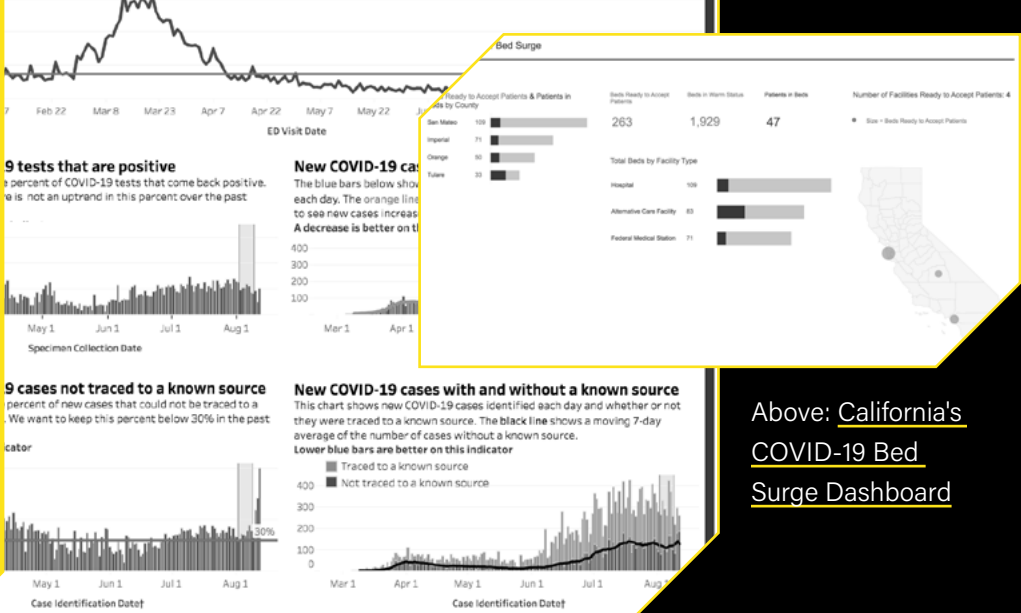 Bed Surge
Ready to Accept Patients & Patients in
ds by County
San Mateo 109
Imperial 71
Orange 50
Tulare 33
Beds Ready to Accept
Patients
263
Beds in Warm Status
1,929
Patients in Beds
47
Number of Facilities Ready to Accept Patients: 4
Size = Beds Ready to Accept Patients
Total Beds by Facility Type
Hospital 109
Alternative Care Facility 83
Federal Medical Station 71
7 Feb 22 Mar 8 Mar 23 Apr 7 Apr 22 May 7 May 22 Ju
ED Visit Date
9 tests that are positive
e percent of COVID-19 tests that come back positive.
e is not an uptrend in this percent over the past
May 1 Jun 1 Jul 1 Aug 1
Specimen Collection Date
New COVID-19 ca
The blue bars below show
each day. The orange line
to see new cases increas
A decrease is better on t
400
300
200
100
Mar 1 Apr 1
9 cases not traced to a known source
percent of new cases that could not be traced to a
. We want to keep this percent below 30% in the past
icator
30%
May 1 Jun 1 Jul 1 Aug 1
Case Identification Date†
New COVID-19 cases with and without a known source
This chart shows new COVID-19 cases identified each day and whether or not
they were traced to a known source. The black line shows a moving 7-day
average of the number of cases without a known source.
Lower blue bars are better on this indicator
Traced to a known source
Not traced to a known source
400
300
200
100
0
Mar 1 Apr 1 May 1 Jun 1 Jul 1 Aug
Case Identification Date†
Above: California's
COVID-19 Bed
Surge Dashboard